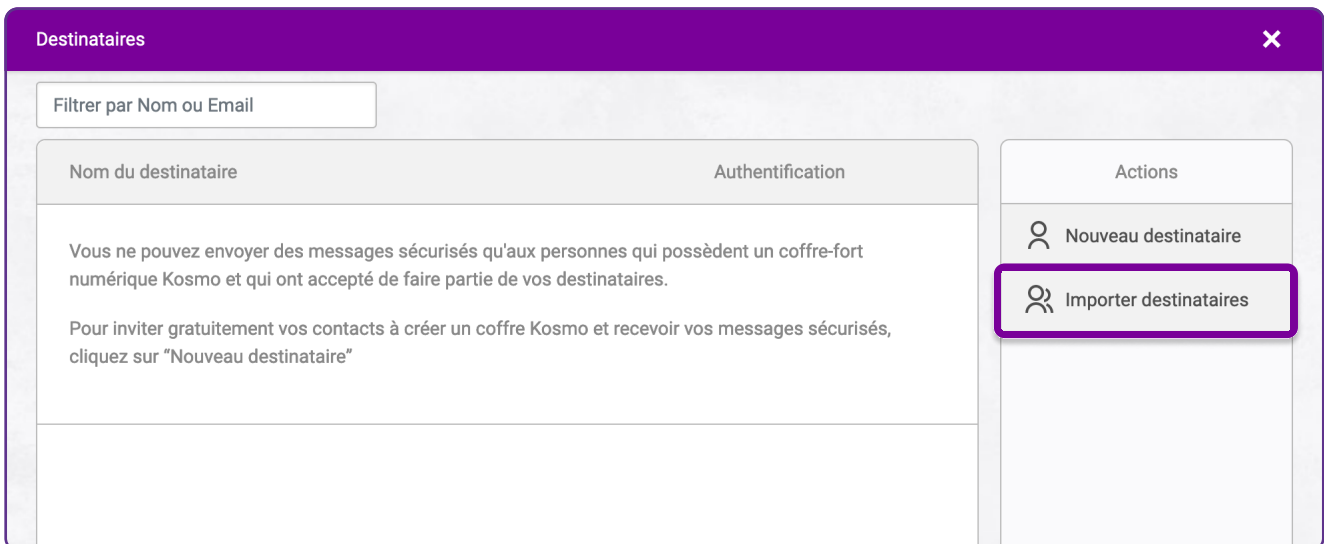 Destinataires
Filtrer par Nom ou Email
Nom du destinataire
Authentification
Actions
Vous ne pouvez envoyer des messages sécurisés qu'aux personnes qui possèdent un coffre-fort
numérique Kosmo et qui ont accepté de faire partie de vos destinataires.
Pour inviter gratuitement vos contacts à créer un coffre Kosmo et recevoir vos messages sécurisés,
cliquez sur “Nouveau destinataire”
Nouveau destinataire
Importer destinataires